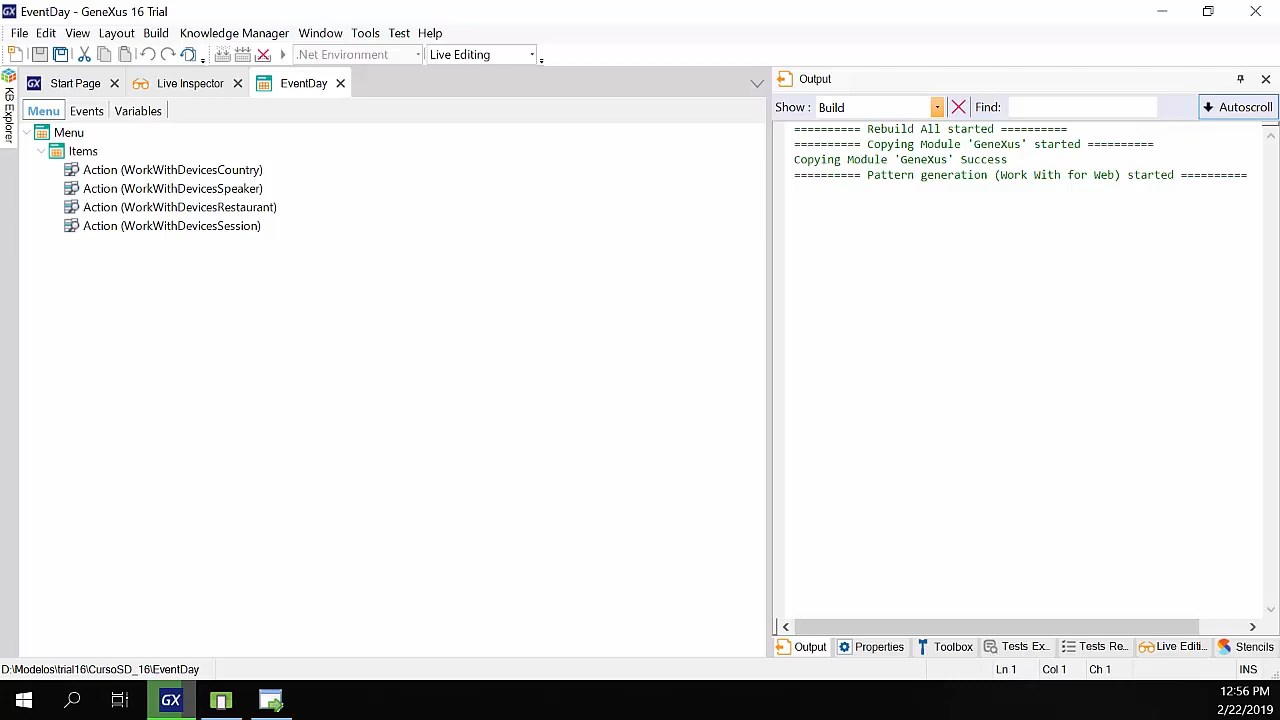 EventDay - GeneXus 16 Trial
File Edit View Layout Build Knowledge Manager Window Tools Test Help
.Net Environment Live Editing
Start Page Live Inspector EventDay
Menu Events Variables
Menu
Items
Action (WorkWithDevicesCountry)
Action (WorkWithDevicesSpeaker)
Action (WorkWithDevicesRestaurant)
Action (WorkWithDevicesSession)
KB Explorer
Output
Show : Build Find: Autoscroll
========== Rebuild All started ==========
========== Copying Module 'GeneXus' started ==========
Copying Module 'GeneXus' Success
========== Pattern generation (Work With for Web) started ==========
Output Properties Toolbox Tests Ex... Tests Re... Live Editi... Stencils
D:\Modelos\trial16\CursoSD_16\EventDay Ln 1 Col 1 Ch 1 INS
GX
12:56 PM
2/22/2019